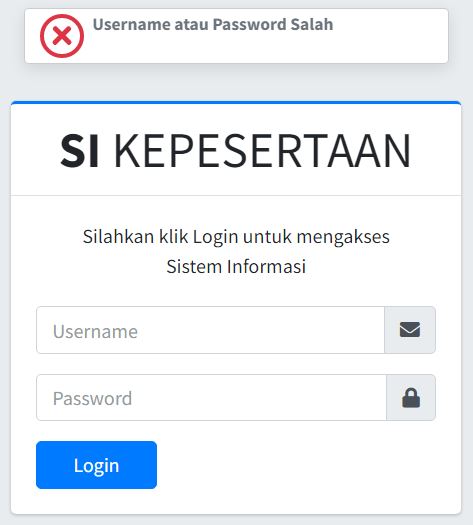 Username atau Password Salah
SI KEPESERTAAN
Silahkan klik Login untuk mengakses
Sistem Informasi
Username
Password
Login